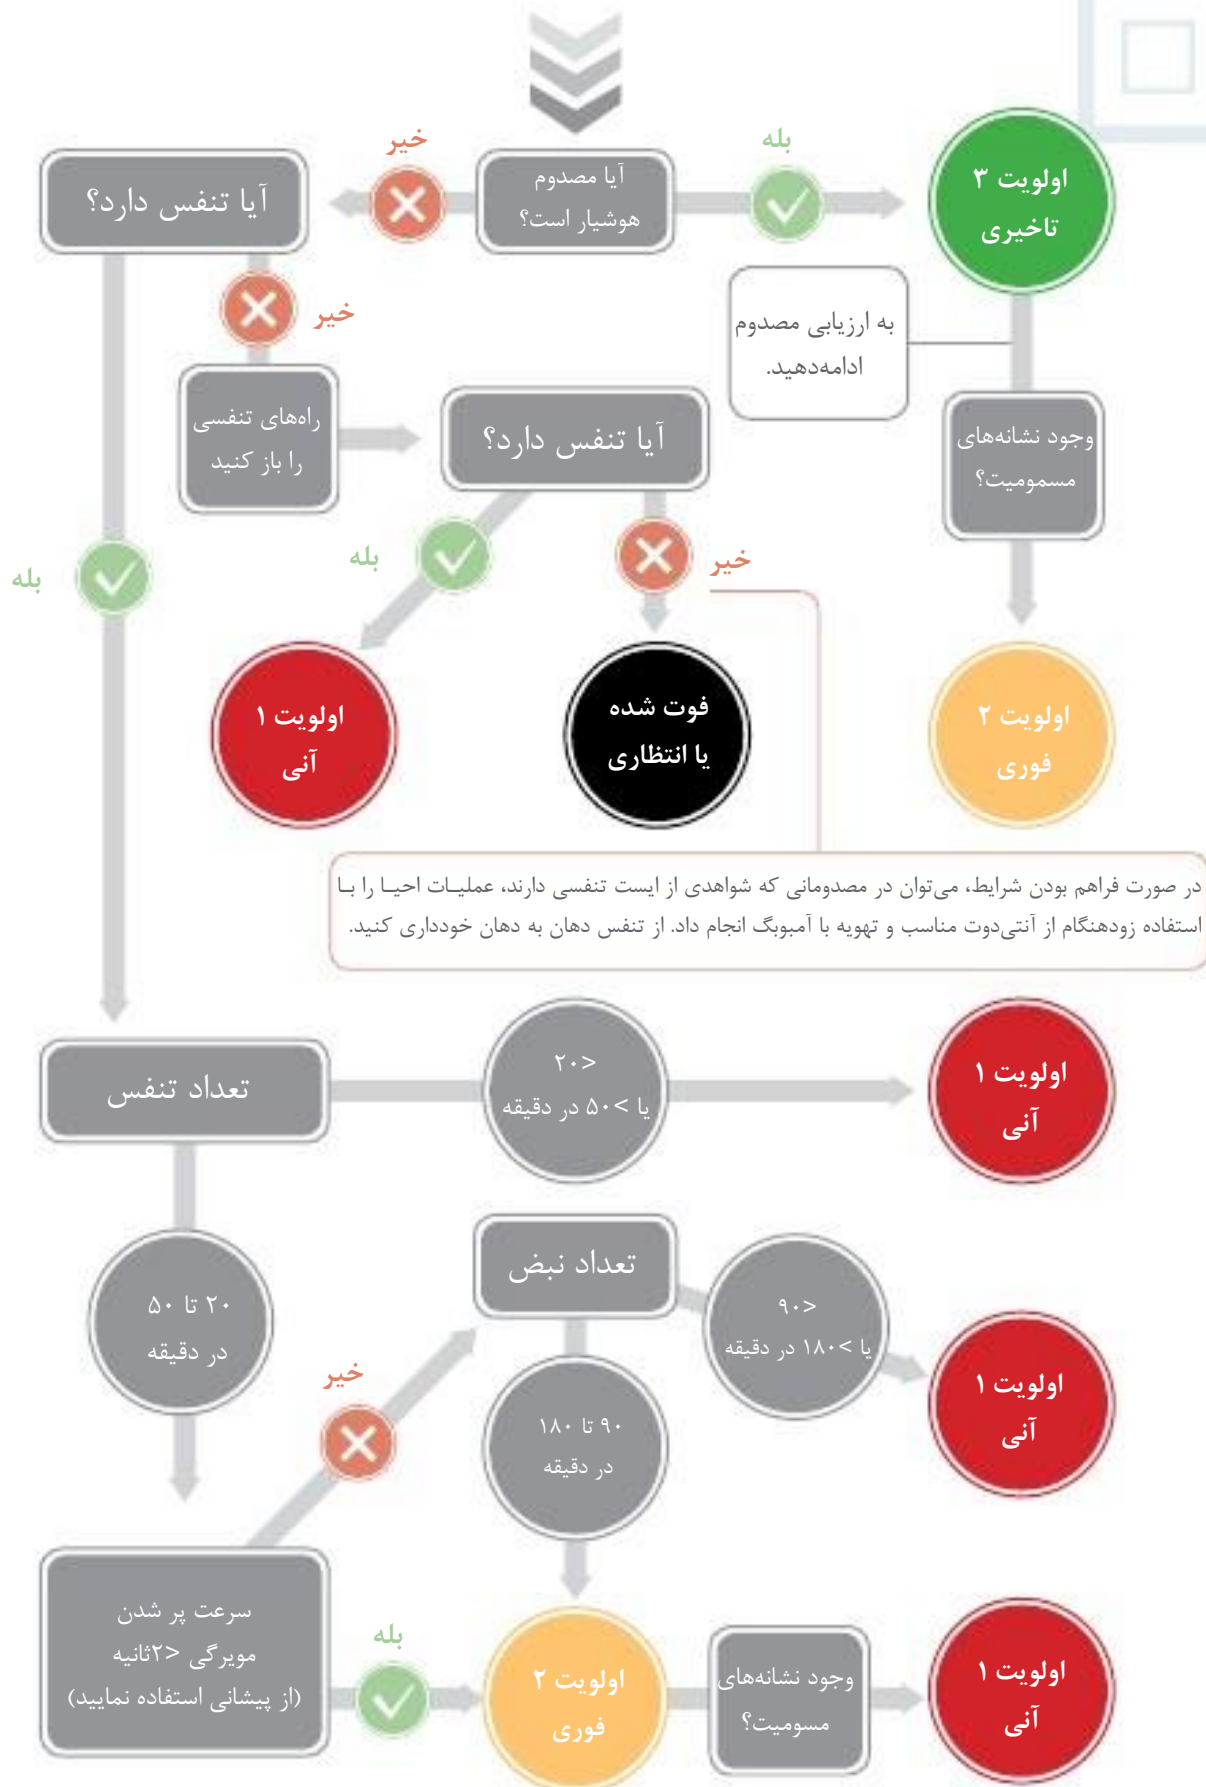 آیا مصدوم
هوشیار است؟
بله
اولویت ۳
تاخیری
خیر
آیا تنفس دارد؟
به ارزیابی مصدوم
ادامه‌دهید.
وجود نشانه‌های
مسمومیت؟
خیر
راه‌های تنفسی
را باز کنید
آیا تنفس دارد؟
خیر
بله
بله
اولویت ۲
فوری
فوت شده
یا انتظاری
اولویت ۱
آنی
در صورت فراهم بودن شرایط، می‌توان در مصدومانی که شواهدی از ایست تنفسی دارند، عملیـات احیـا را بـا
استفاده زودهنگام از آنتی‌دوت مناسب و تهویه با آمبوبگ انجام داد. از تنفس دهان به دهان خودداری کنید.
تعداد تنفس
<۲۰
یا >۵۰ در دقیقه
اولویت ۱
آنی
۲۰ تا ۵۰
در دقیقه
تعداد نبض
<۹۰
یا >۱۸۰ در دقیقه
اولویت ۱
آنی
خیر
۹۰ تا ۱۸۰
در دقیقه
سرعت پر شدن
مویرگی <۲ثانیه
(از پیشانی استفاده نمایید)
بله
اولویت ۲
فوری
وجود نشانه‌های
مسومیت؟
اولویت ۱
آنی